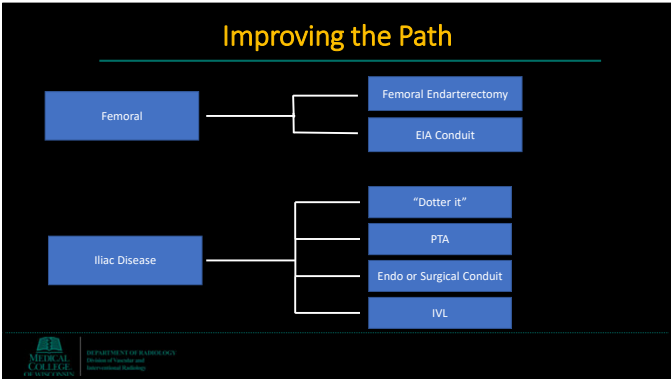 Improving the Path
Femoral
Femoral Endarterectomy
EIA Conduit
Iliac Disease
"Dotter it"
PTA
Endo or Surgical Conduit
IVL
MEDICAL
COLLEGE
OF WISCONSIN
DEPARTMENT OF RADIOLOGY
Division of Vascular and
Interventional Radiology